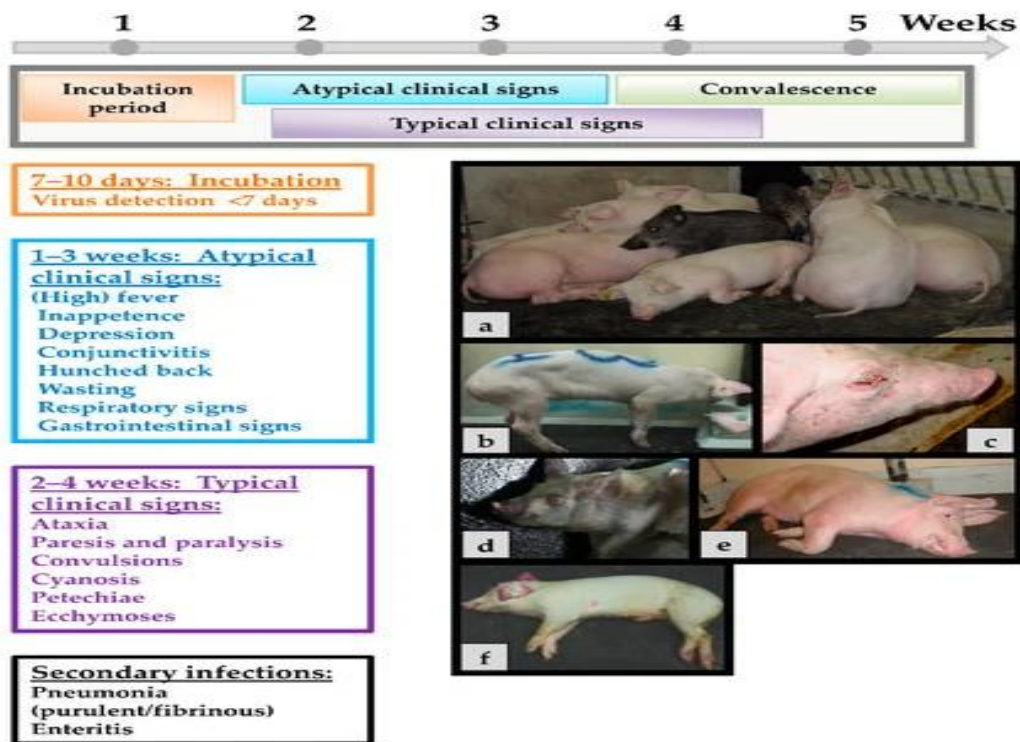 1 2 3 4 5 Weeks
Incubation
period
Atypical clinical signs
Convalescence
Typical clinical signs
7–10 days: Incubation
Virus detection <7 days
1–3 weeks: Atypical
clinical signs:
(High) fever
Inappetence
Depression
Conjunctivitis
Hunched back
Wasting
Respiratory signs
Gastrointestinal signs
2–4 weeks: Typical
clinical signs:
Ataxia
Paresis and paralysis
Convulsions
Cyanosis
Petechiae
Ecchymoses
Secondary infections:
Pneumonia
(purulent/fibrinous)
Enteritis
a
b
c
d
e
f